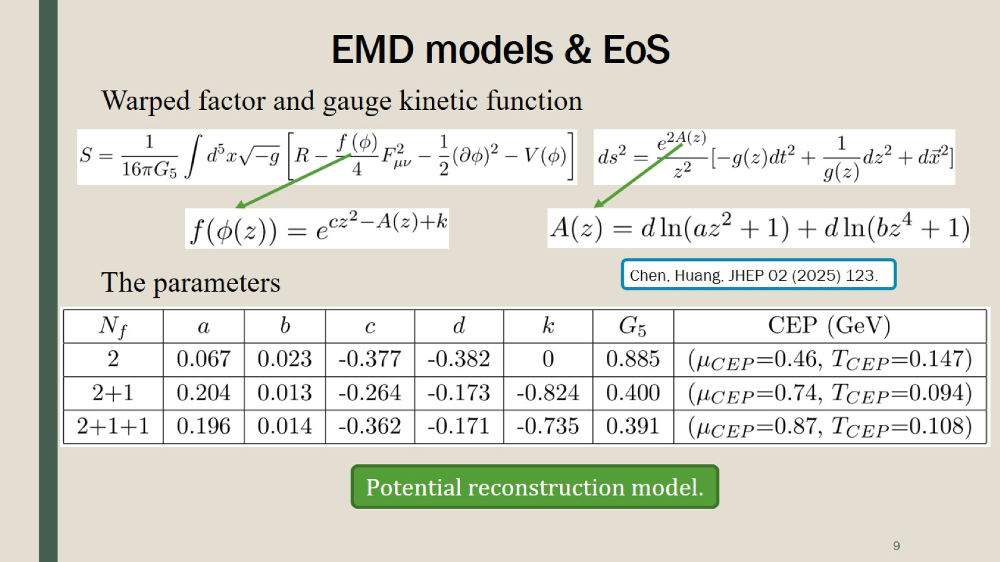 EMD models & EoS
Warped factor and gauge kinetic function
S = \frac{1}{16\pi G_5} \int d^5x \sqrt{-g} \left[ R - \frac{f(\phi)}{4} F_{\mu\nu}^2 - \frac{1}{2} (\partial\phi)^2 - V(\phi) \right]
ds^2 = \frac{e^{2A(z)}}{z^2} [-g(z)dt^2 + \frac{1}{g(z)} dz^2 + d\vec{x}^2]
f(\phi(z)) = e^{cz^2-A(z)+k}
A(z) = d \ln(az^2 + 1) + d \ln(bz^4 + 1)
Chen, Huang, JHEP 02 (2025) 123.
The parameters
N_f a b c d k G_5 CEP (GeV)
2 0.067 0.023 -0.377 -0.382 0 0.885 (\mu_{CEP}=0.46, T_{CEP}=0.147)
2+1 0.204 0.013 -0.264 -0.173 -0.824 0.400 (\mu_{CEP}=0.74, T_{CEP}=0.094)
2+1+1 0.196 0.014 -0.362 -0.171 -0.735 0.391 (\mu_{CEP}=0.87, T_{CEP}=0.108)
Potential reconstruction model.
9